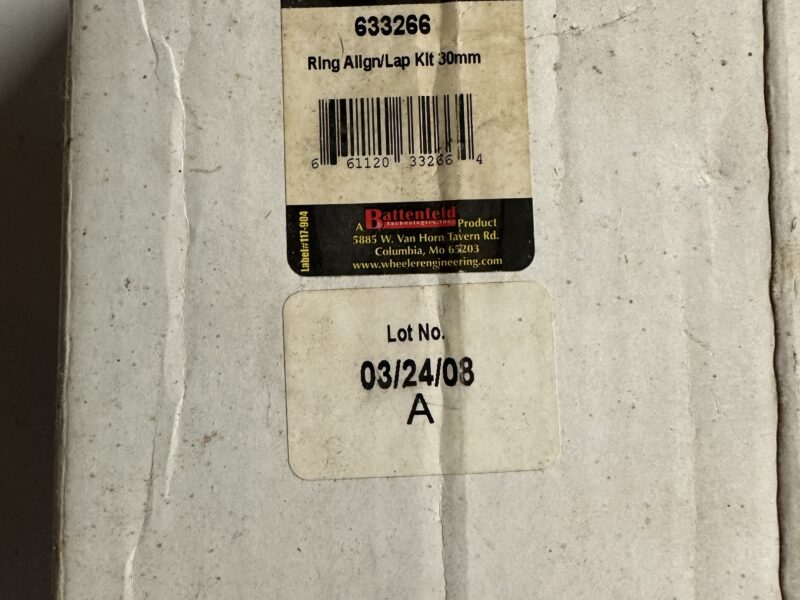 633266
Ring Align/Lap Kit 30mm
6 61120 33266 4
A Battenfeld Product
Technologies, Inc.
5885 W. Van Horn Tavern Rd.
Columbia, Mo 65203
www.wheelerengineering.com
Label#117-904
Lot No.
03/24/08
A